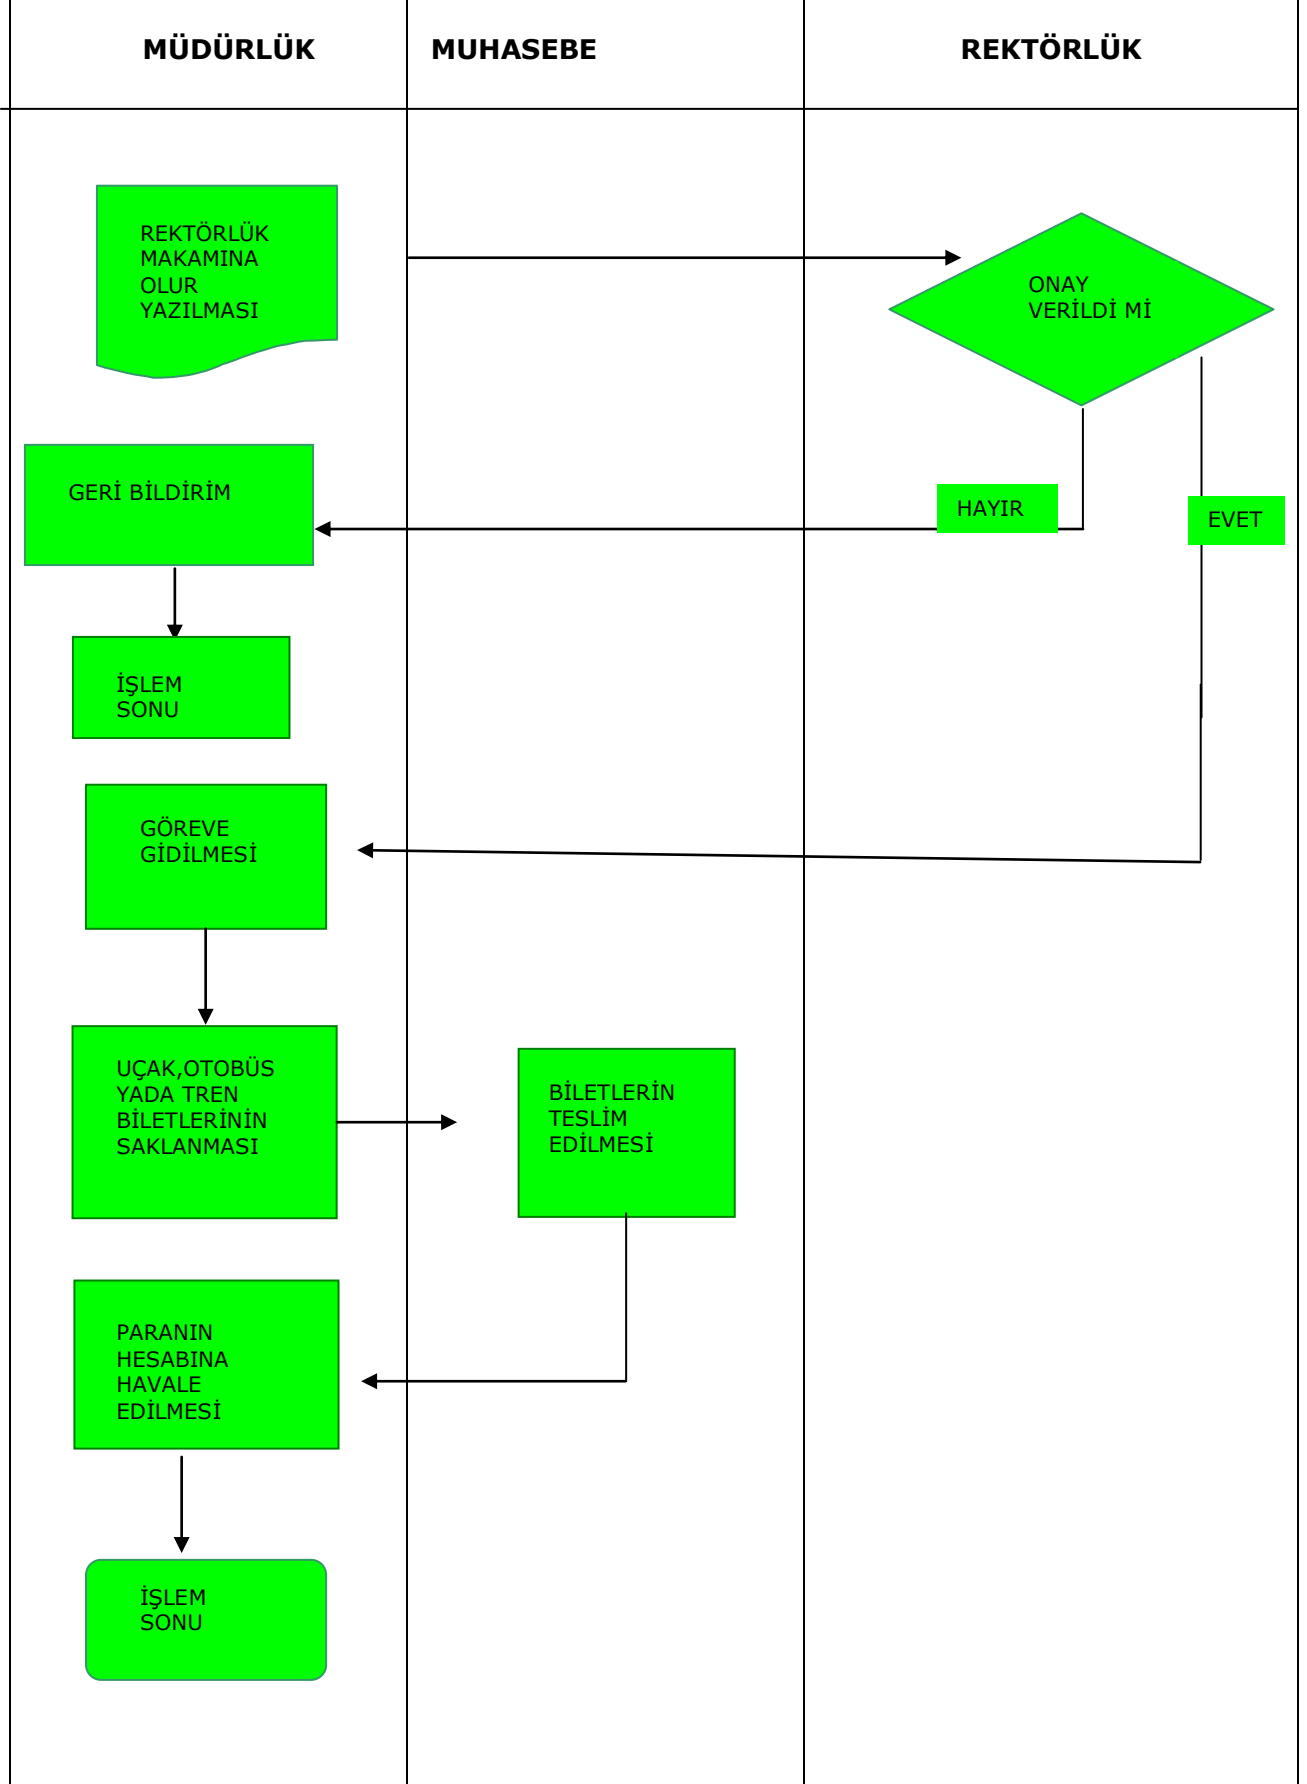 MÜDÜRLÜK
MUHASEBE
REKTÖRLÜK
REKTÖRLÜK
MAKAMINA
OLUR
YAZILMASI
ONAY
VERİLDİ Mİ
GERİ BİLDİRİM
HAYIR
EVET
İŞLEM
SONU
GÖREVE
GİDİLMESİ
UÇAK,OTOBÜS
YADA TREN
BİLETLERİNİN
SAKLANMASI
BİLETLERİN
TESLİM
EDİLMESİ
PARANIN
HESABINA
HAVALE
EDİLMESİ
İŞLEM
SONU